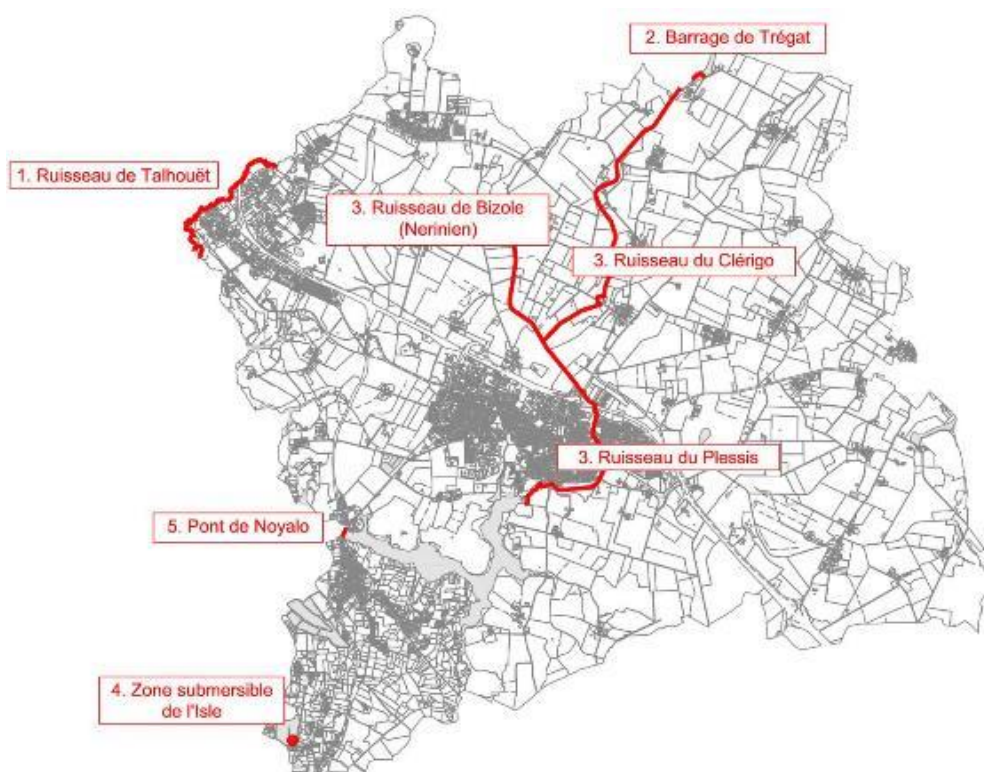 2. Barrage de Trégat
1. Ruisseau de Talhouët
3. Ruisseau de Bizole
(Nerinien)
3. Ruisseau du Clérigo
3. Ruisseau du Plessis
5. Pont de Noyalo
4. Zone submersible
de l'Isle